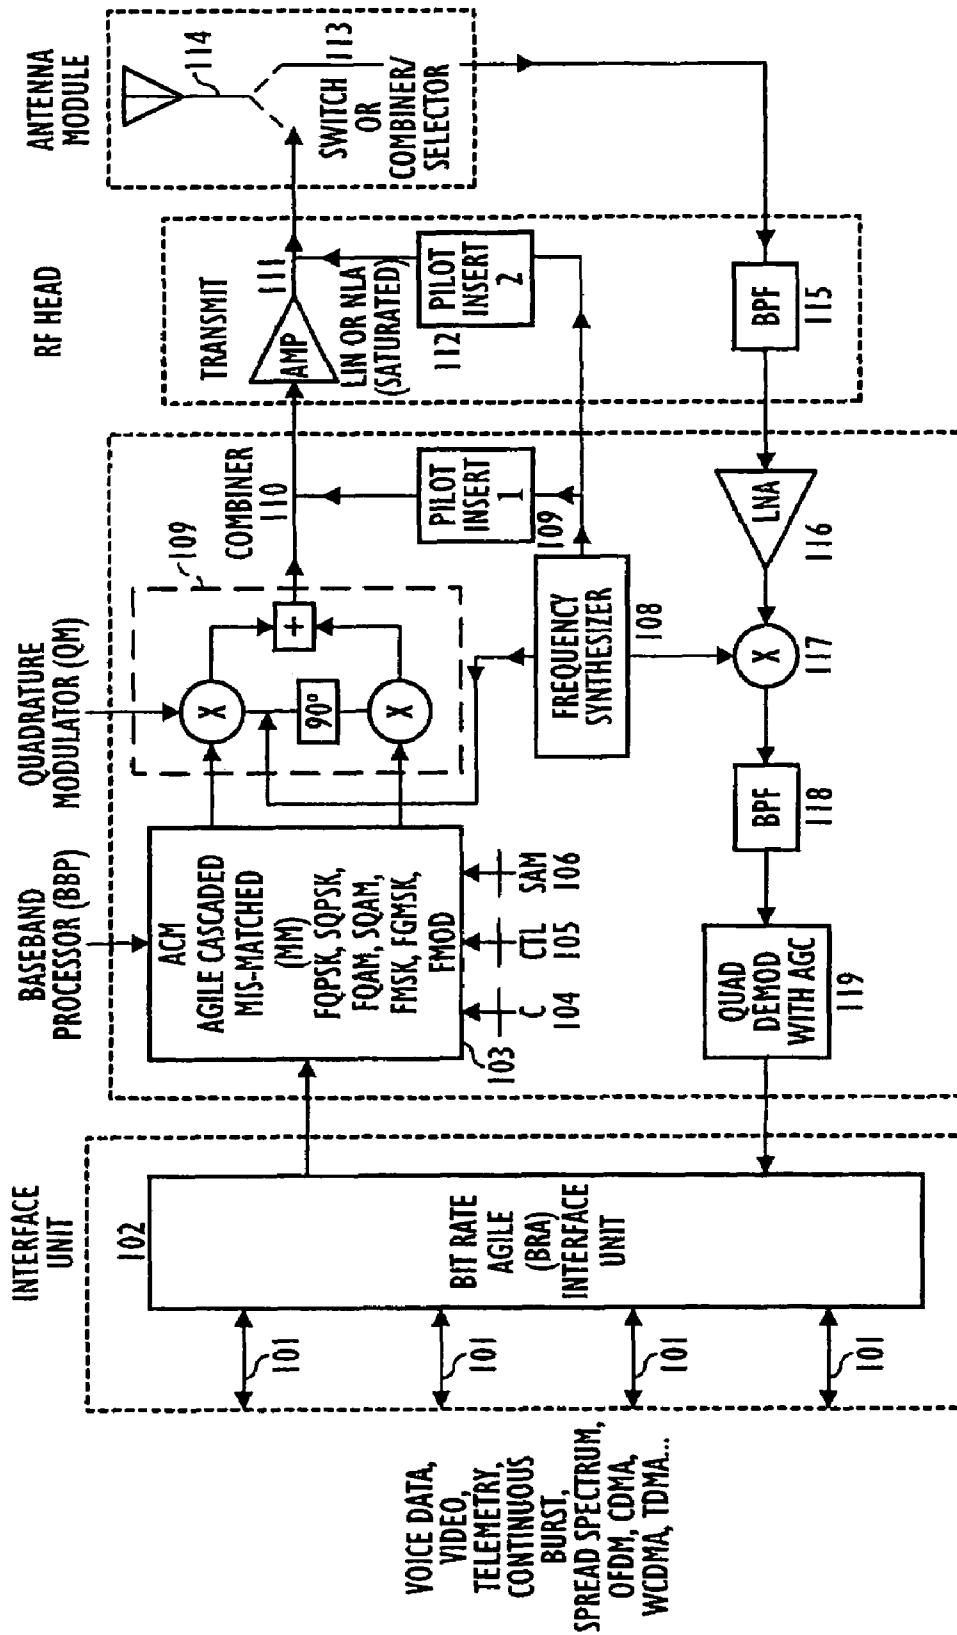 VOICE DATA,
VIDEO,
TELEMETRY,
CONTINUOUS
BURST,
SPREAD SPECTRUM,
OFDM, CDMA,
WCDMA, TDMA...
INTERFACE
UNIT
101
101
101
101
102
BIT RATE
AGILE
(BRA)
INTERFACE
UNIT
BASEBAND
PROCESSOR (BBP)
ACM
AGILE CASCADED
MIS-MATCHED
(MM)
FQPSK, SQPSK,
FQAM, SQAM,
FMSK, FGMSK,
FMOD
103
C
104
CTL
105
SAM
106
QUADRATURE
MODULATOR (QM)
X
90°
X
+
109
COMBINER
110
PILOT
INSERT
1
109
FREQUENCY
SYNTHESIZER
108
RF HEAD
TRANSMIT
AMP
111
LIN OR NLA
(SATURATED)
112
PILOT
INSERT
2
ANTENNA
MODULE
114
113
SWITCH
OR
COMBINER/
SELECTOR
BPF
115
LNA
116
X
117
BPF
118
QUAD
DEMOD
WITH AGC
119